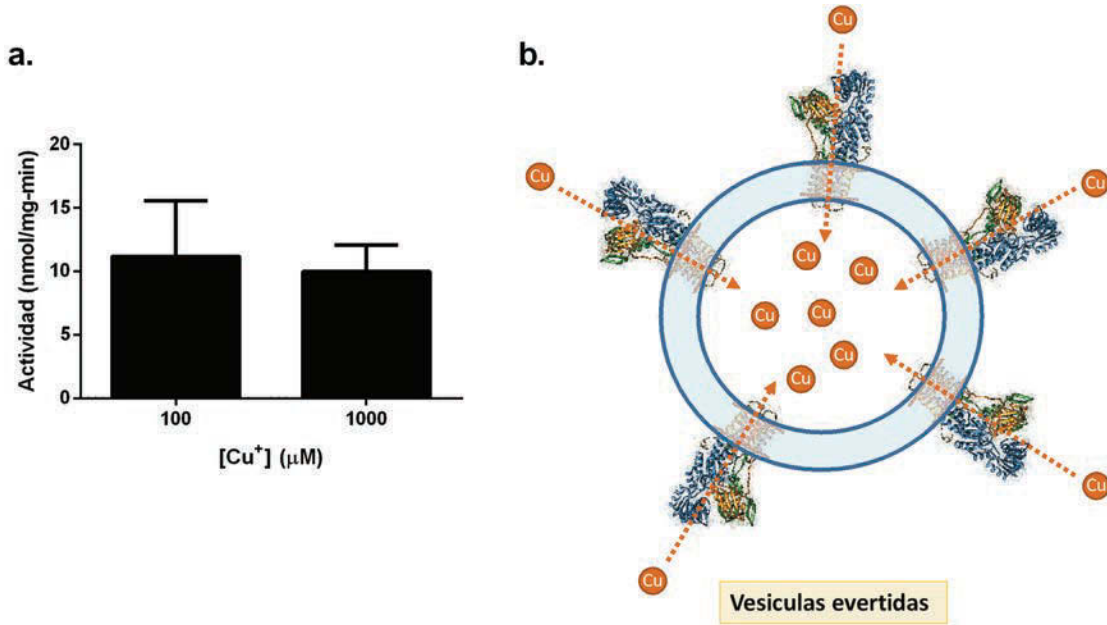 a.
Actividad (nmol/mg-min)
20
15
10
5
0
100
1000
[Cu⁺] (μM)
b.
Cu
Cu
Cu
Cu
Cu
Cu
Cu
Cu
Cu
Cu
Cu
Vesiculas evertidas